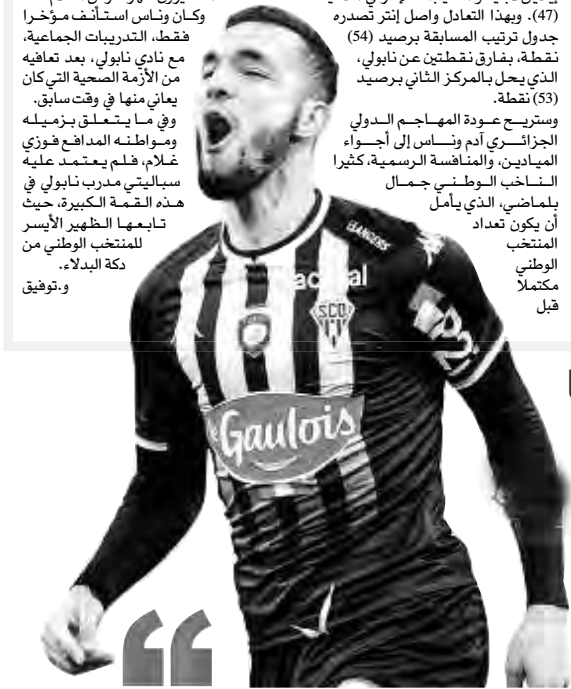 (47). وبهذا التعادل واصل إنتر تصدره
جدول ترتيب المسابقة برصيد (54)
نقطة، بفارق نقطتين عن نابولي،
الذي يحل بالمركز الثاني برصيد
(53) نقطة.
وستريح عودة المهاجم الدولي
الجزائري آدم وناس إلى أجواء
الميادين، والمنافسة الرسمية، كثيرا
الناخب الوطني جمال
بلماضي، الذي يأمل
أن يكون تعداد
المنتخب
الوطني
مكتملا
قبل
وكان وناس استأنف مؤخرا
فقط، التدريبات الجماعية،
مع نادي نابولي، بعد تعافيه
من الأزمة الصحية التي كان
يعاني منها في وقت سابق.
وفي ما يتعلق بزميله
ومواطنه المدافع فوزي
غلام، فلم يعتمد عليه
سباليتي مدرب نابولي في
هذه القمة الكبيرة، حيث
تابعها الظهير الأيسر
للمنتخب الوطني من
دكة البدلاء.
و.توفيق
SCO
Gaulois